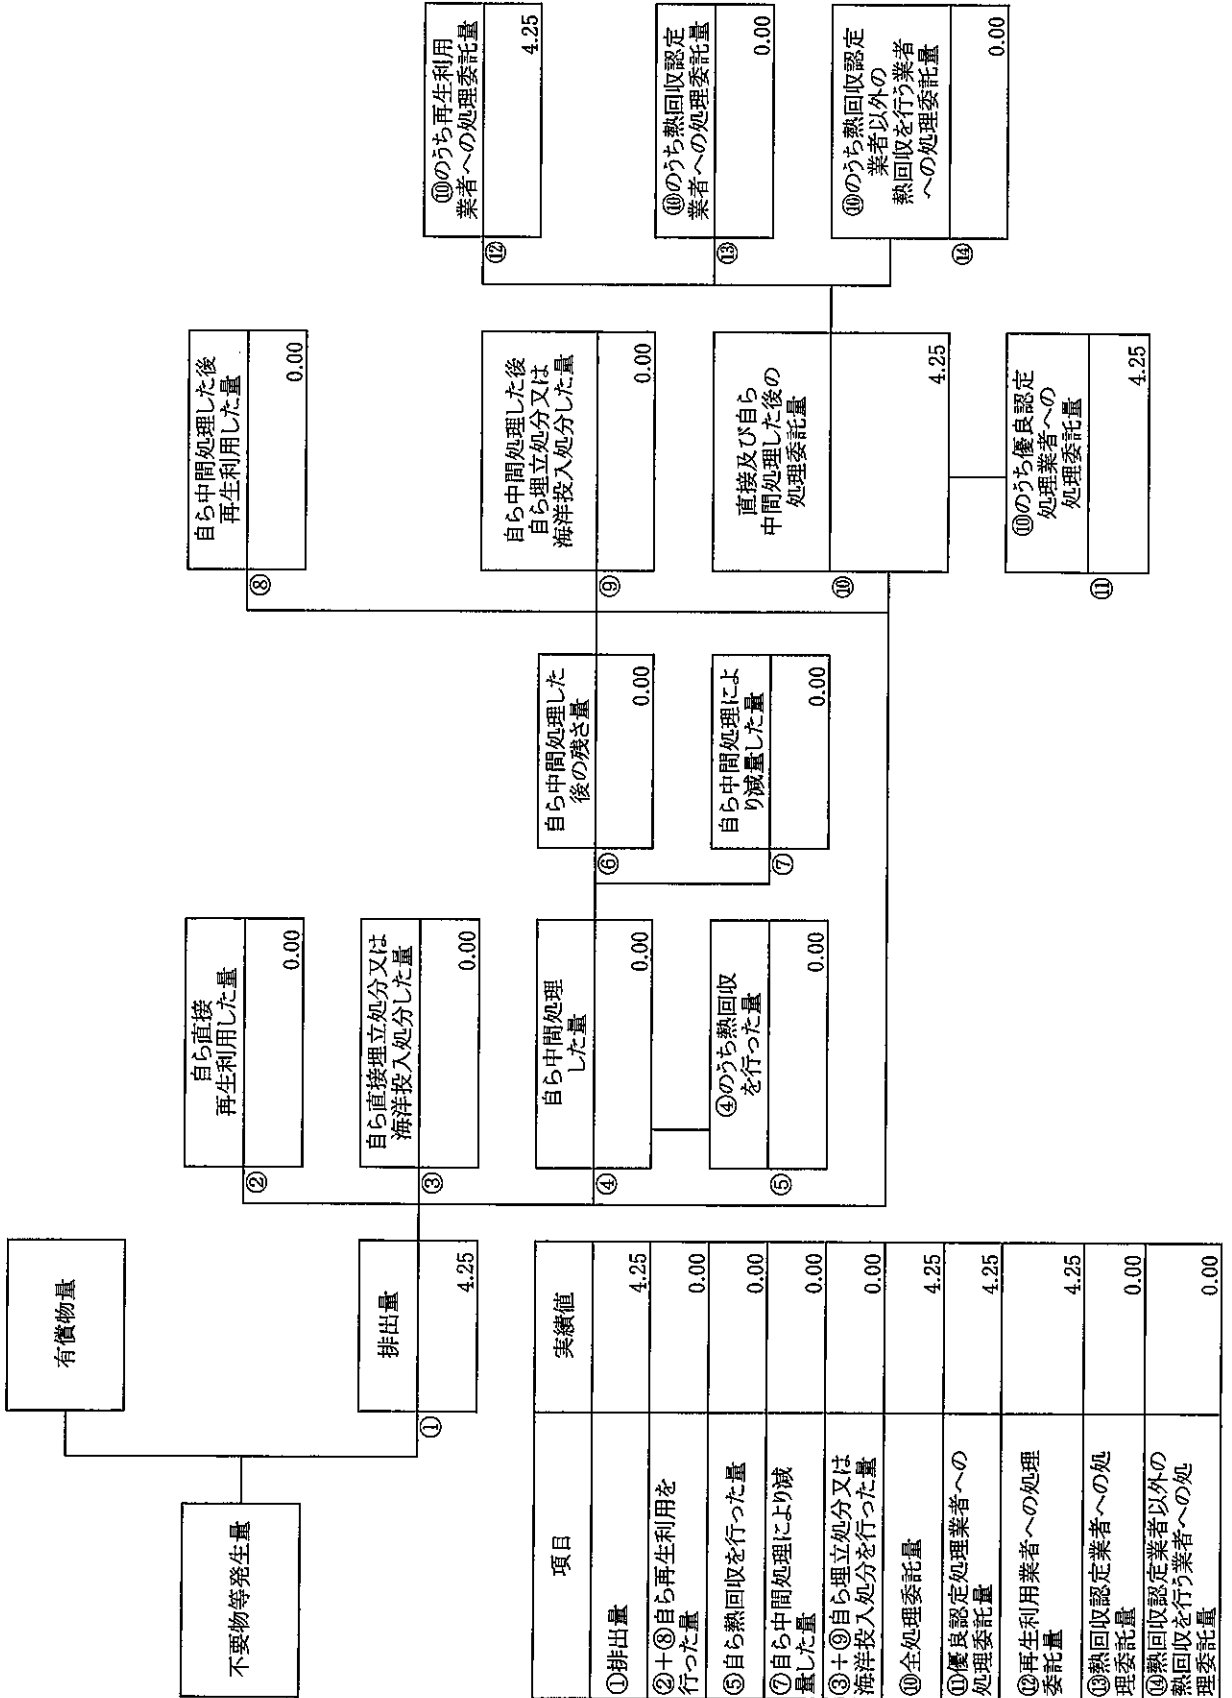 不要物等発生量
有償物量
①
排出量
4.25
②
自ら直接
再生利用した量
0.00
③
自ら直接埋立処分又は
海洋投入処分した量
0.00
④
自ら中間処理
した量
0.00
⑤
④のうち熱回収
を行った量
0.00
⑥
自ら中間処理した
後の残さ量
0.00
⑦
自ら中間処理によ
り減量した量
0.00
⑧
自ら中間処理した後
再生利用した量
0.00
⑨
自ら中間処理した後
自ら埋立処分又は
海洋投入処分した量
0.00
⑩
直接及び自ら
中間処理した後の
処理委託量
4.25
⑪
⑩のうち優良認定
処理業者への
処理委託量
4.25
⑫
⑩のうち再生利用
業者への処理委託量
4.25
⑬
⑩のうち熱回収認定
業者への処理委託量
0.00
⑭
⑩のうち熱回収認定
業者以外の
熱回収を行う業者
への処理委託量
0.00
項目 実績値
①排出量 4.25
②+⑧自ら再生利用を
行った量 0.00
⑤自ら熱回収を行った量 0.00
⑦自ら中間処理により減
量した量 0.00
③+⑨自ら埋立処分又は
海洋投入処分を行った量 0.00
⑩全処理委託量 4.25
⑪優良認定処理業者への
処理委託量 4.25
⑫再生利用業者への処理
委託量 4.25
⑬熱回収認定業者への処
理委託量 0.00
⑭熱回収認定業者以外の
熱回収を行う業者への処
理委託量 0.00